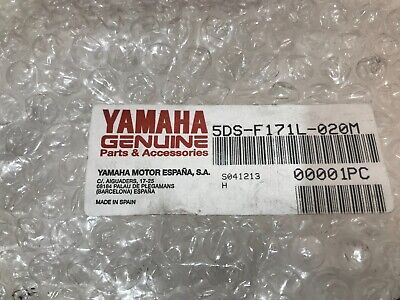 YAMAHA
GENUINE
Parts & Accessories
YAMAHA MOTOR ESPAÑA, S.A.
C/. AIGUADERS, 17-25
08184 PALAU DE PLEGAMANS
(BARCELONA) ESPAÑA
MADE IN SPAIN
5DS-F171L-020M
S041213
H
00001PC